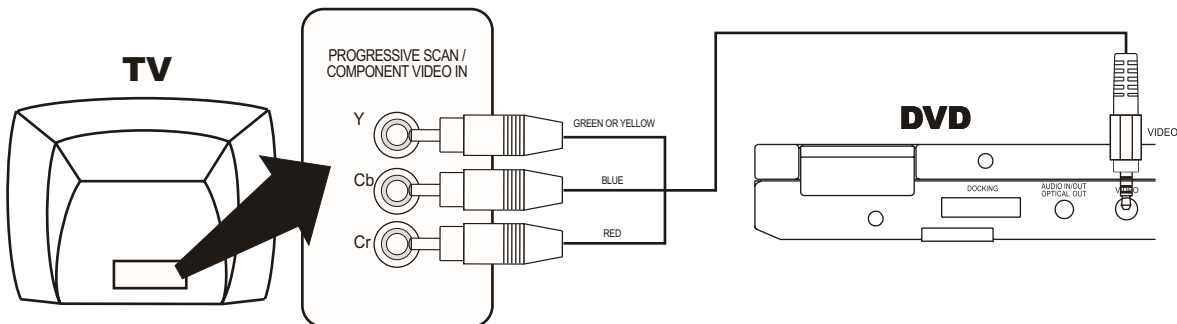 TV
PROGRESSIVE SCAN /
COMPONENT VIDEO IN
Y
GREEN OR YELLOW
Cb
BLUE
Cr
RED
DVD
VIDEO
DOCKING
AUDIO IN/OUT
OPTICAL OUT
VIDEO